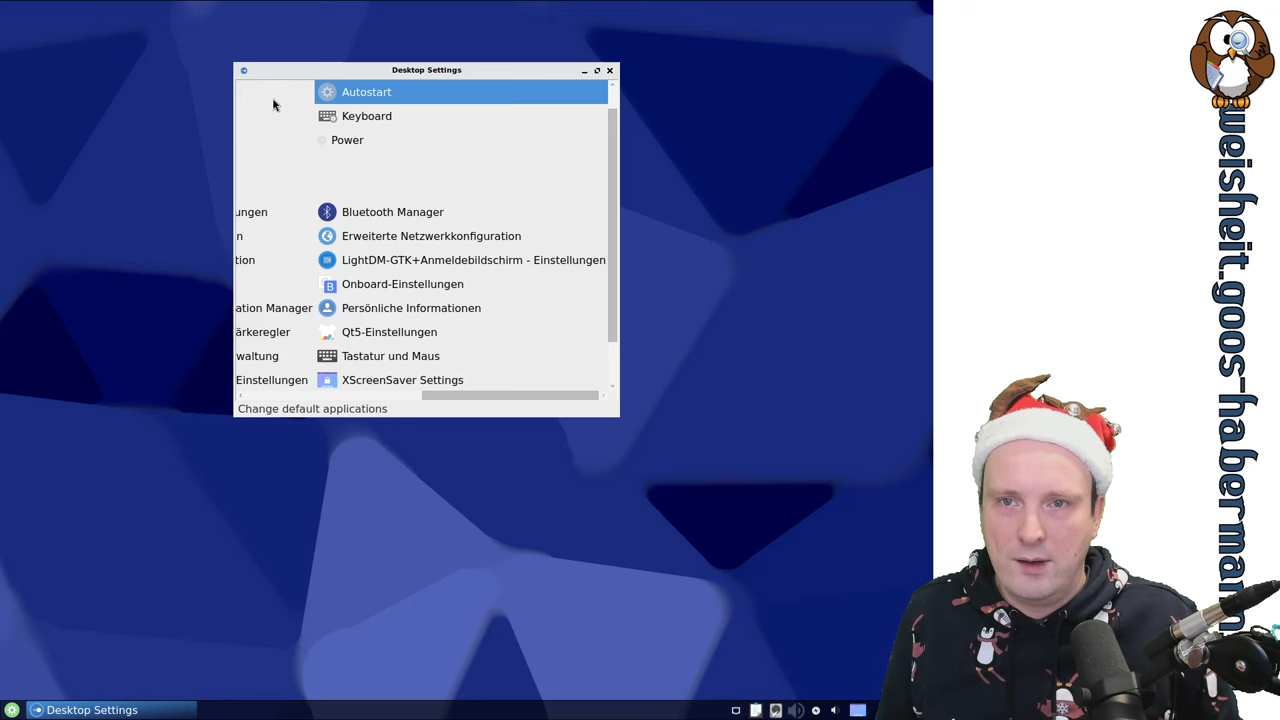 Desktop Settings
Autostart
Keyboard
Power
ungen
Bluetooth Manager
n
Erweiterte Netzwerkkonfiguration
tion
LightDM-GTK+Anmeldebildschirm - Einstellungen
Onboard-Einstellungen
ation Manager
Persönliche Informationen
ärkeregler
Qt5-Einstellungen
waltung
Tastatur und Maus
Einstellungen
XScreenSaver Settings
Change default applications
Desktop Settings
weisheit.goos-habermann